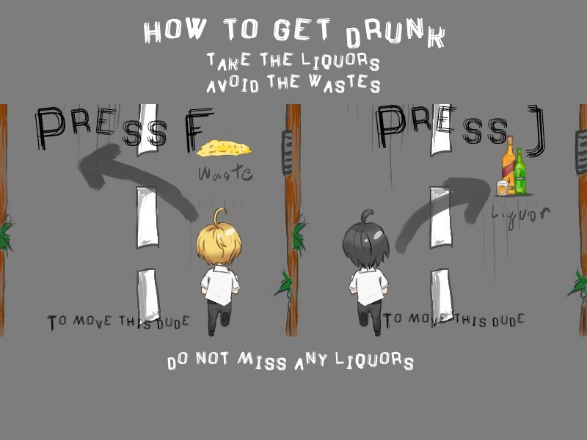 HOW TO GET DRUNK
TAKE THE LIQUORS
AVOID THE WASTES
PRESS F
Waste
TO MOVE THIS DUDE
PRESS J
Liquor
TO MOVE THIS DUDE
DO NOT MISS ANY LIQUORS